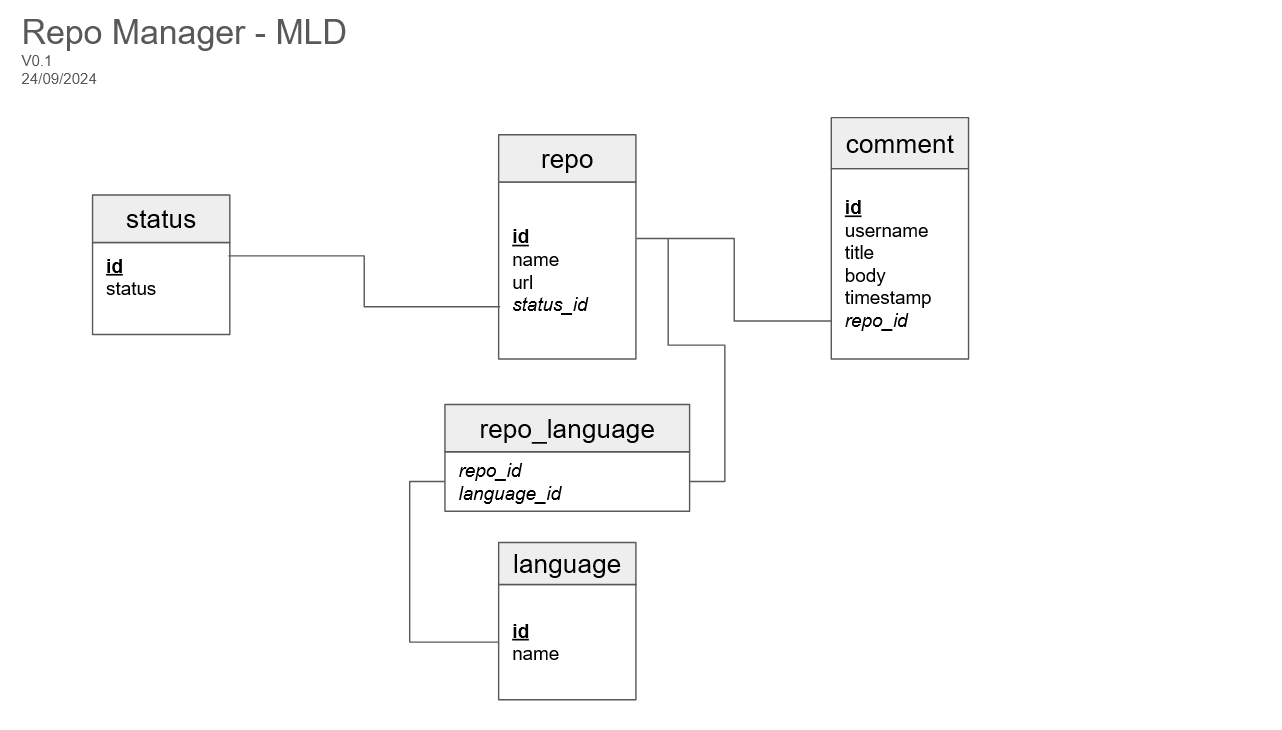 Repo Manager - MLD
V0.1
24/09/2024
status
id
status
repo
id
name
url
status_id
comment
id
username
title
body
timestamp
repo_id
repo_language
repo_id
language_id
language
id
name